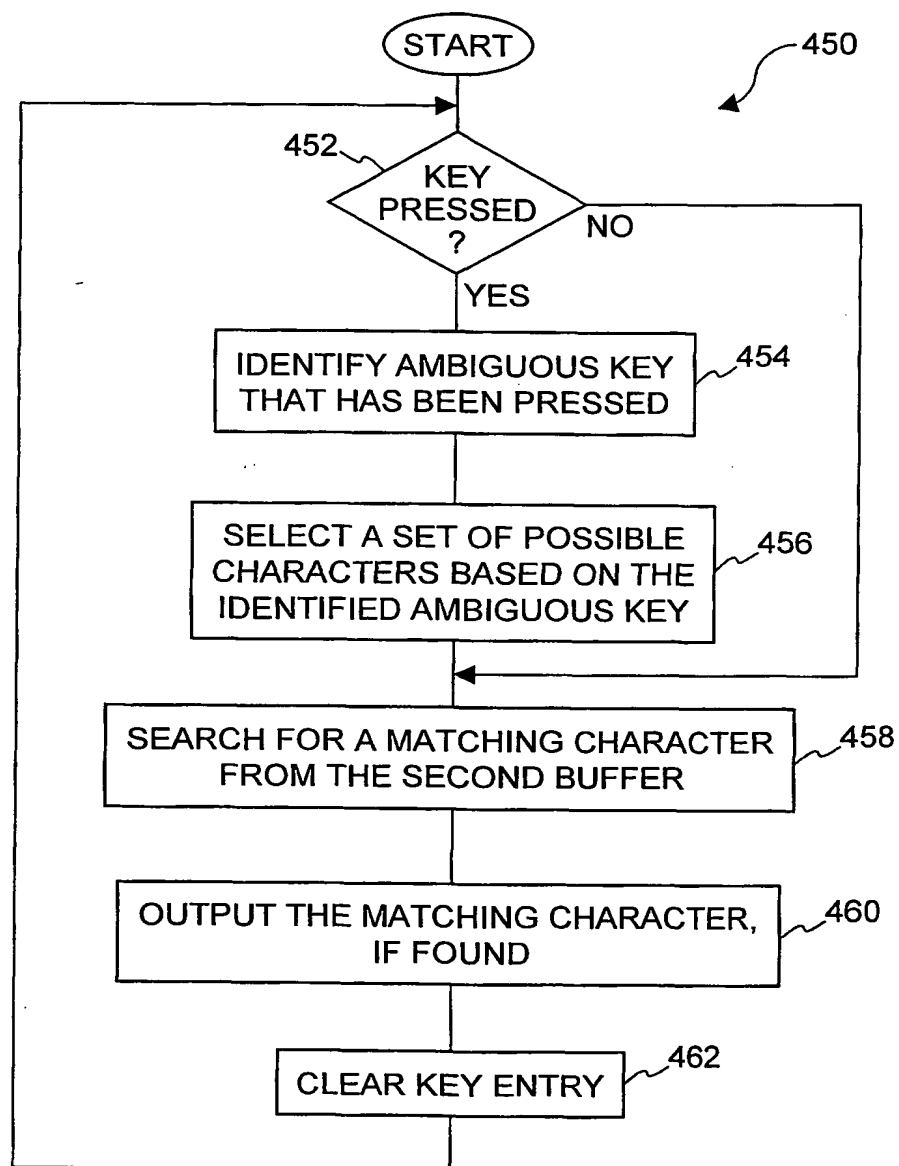 START
450
452
KEY
PRESSED
?
NO
YES
IDENTIFY AMBIGUOUS KEY
THAT HAS BEEN PRESSED
454
SELECT A SET OF POSSIBLE
CHARACTERS BASED ON THE
IDENTIFIED AMBIGUOUS KEY
456
SEARCH FOR A MATCHING CHARACTER
FROM THE SECOND BUFFER
458
OUTPUT THE MATCHING CHARACTER,
IF FOUND
460
CLEAR KEY ENTRY
462